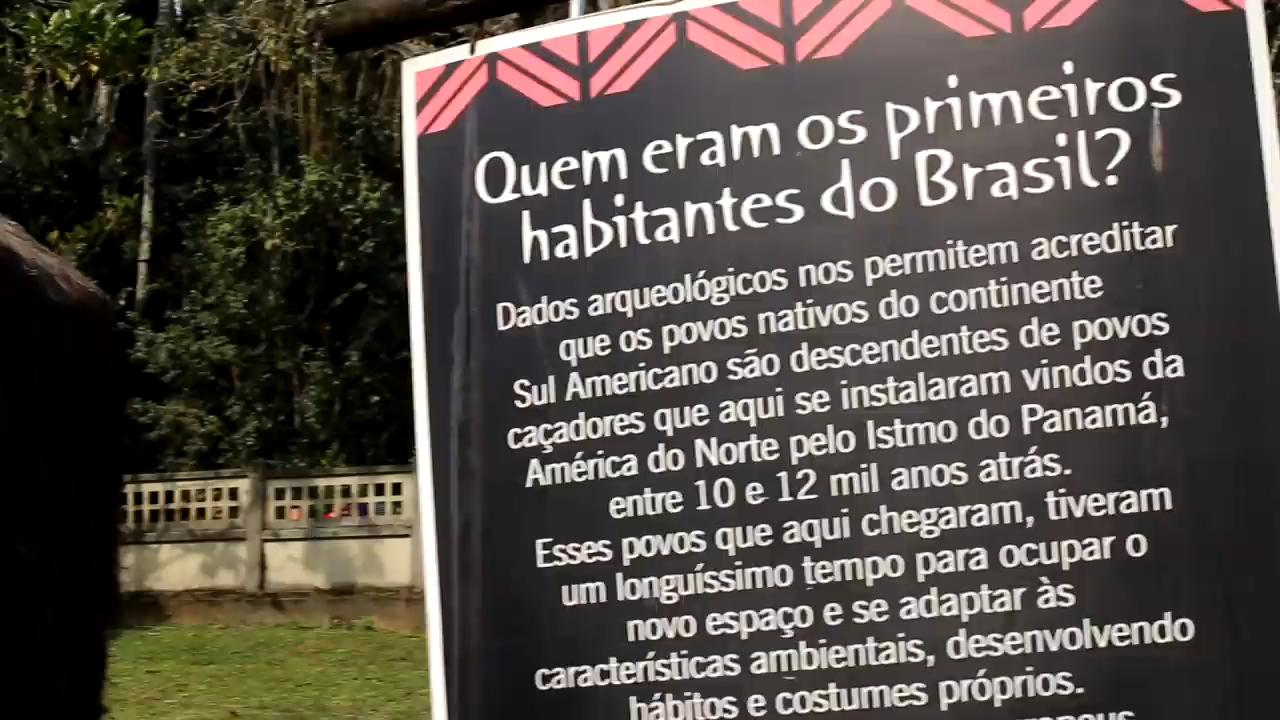 Quem eram os primeiros
habitantes do Brasil?
Dados arqueológicos nos permitem acreditar
que os povos nativos do continente
Sul Americano são descendentes de povos
caçadores que aqui se instalaram vindos da
América do Norte pelo Istmo do Panamá,
entre 10 e 12 mil anos atrás.
Esses povos que aqui chegaram, tiveram
um longuíssimo tempo para ocupar o
novo espaço e se adaptar às
características ambientais, desenvolvendo
hábitos e costumes próprios.